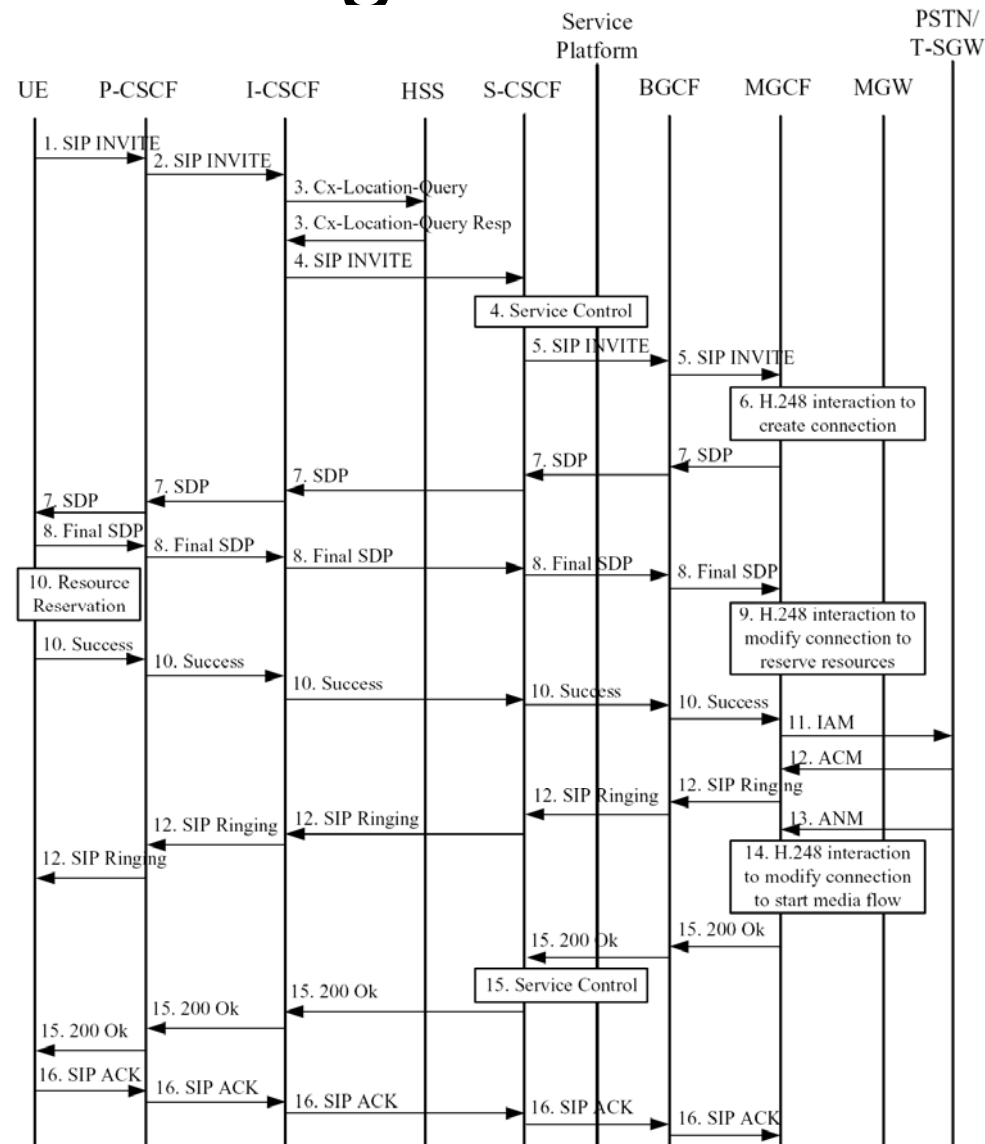 Service
Platform
PSTN/
T-SGW
UE
P-CSCF
I-CSCF
HSS
S-CSCF
BGCF
MGCF
MGW
1. SIP INVITE
2. SIP INVITE
3. Cx-Location-Query
3. Cx-Location-Query Resp
4. SIP INVITE
4. Service Control
5. SIP INVITE
5. SIP INVITE
6. H.248 interaction to
create connection
7. SDP
7. SDP
7. SDP
7. SDP
7. SDP
8. Final SDP
8. Final SDP
8. Final SDP
8. Final SDP
8. Final SDP
10. Resource
Reservation
9. H.248 interaction to
modify connection to
reserve resources
10. Success
10. Success
10. Success
10. Success
10. Success
11. IAM
12. ACM
12. SIP Ringing
12. SIP Ringing
12. SIP Ringing
12. SIP Ringing
12. SIP Ringing
13. ANM
14. H.248 interaction
to modify connection
to start media flow
15. 200 Ok
15. 200 Ok
15. Service Control
15. 200 Ok
15. 200 Ok
15. 200 Ok
16. SIP ACK
16. SIP ACK
16. SIP ACK
16. SIP ACK
16. SIP ACK